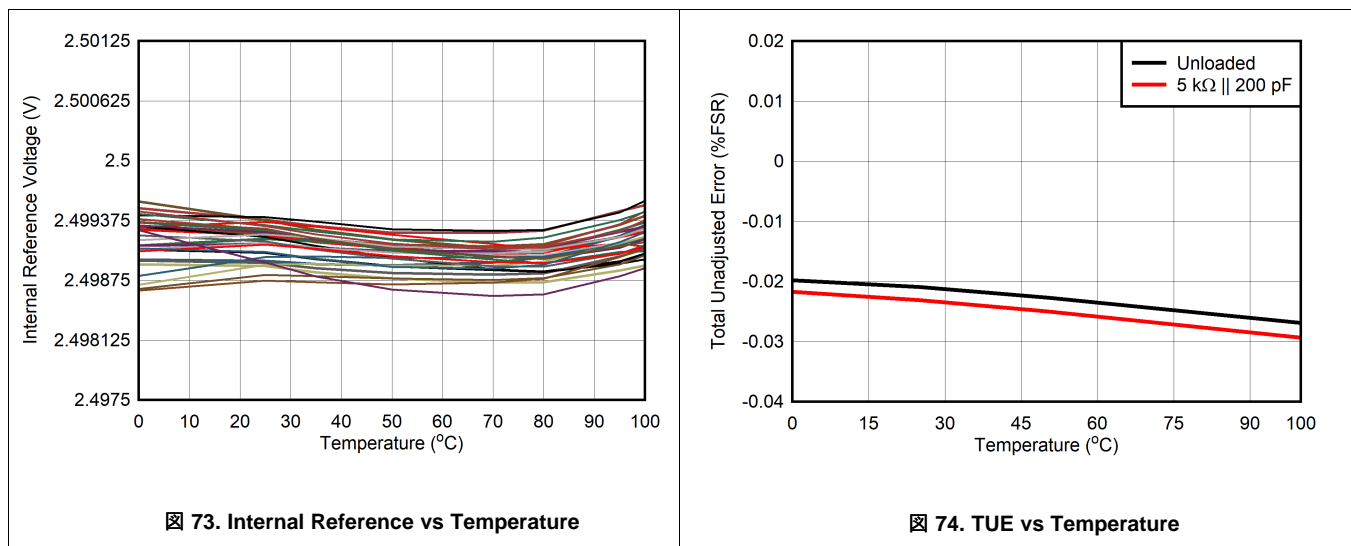 2.50125
2.500625
2.5
2.499375
2.49875
2.498125
2.4975
Internal Reference Voltage (V)
0 10 20 30 40 50 60 70 80 90 100
Temperature (°C)
図 73. Internal Reference vs Temperature
0.02
0.01
0
-0.01
-0.02
-0.03
-0.04
Total Unadjusted Error (%FSR)
Unloaded
5 kΩ || 200 pF
0 15 30 45 60 75 90 100
Temperature (°C)
図 74. TUE vs Temperature